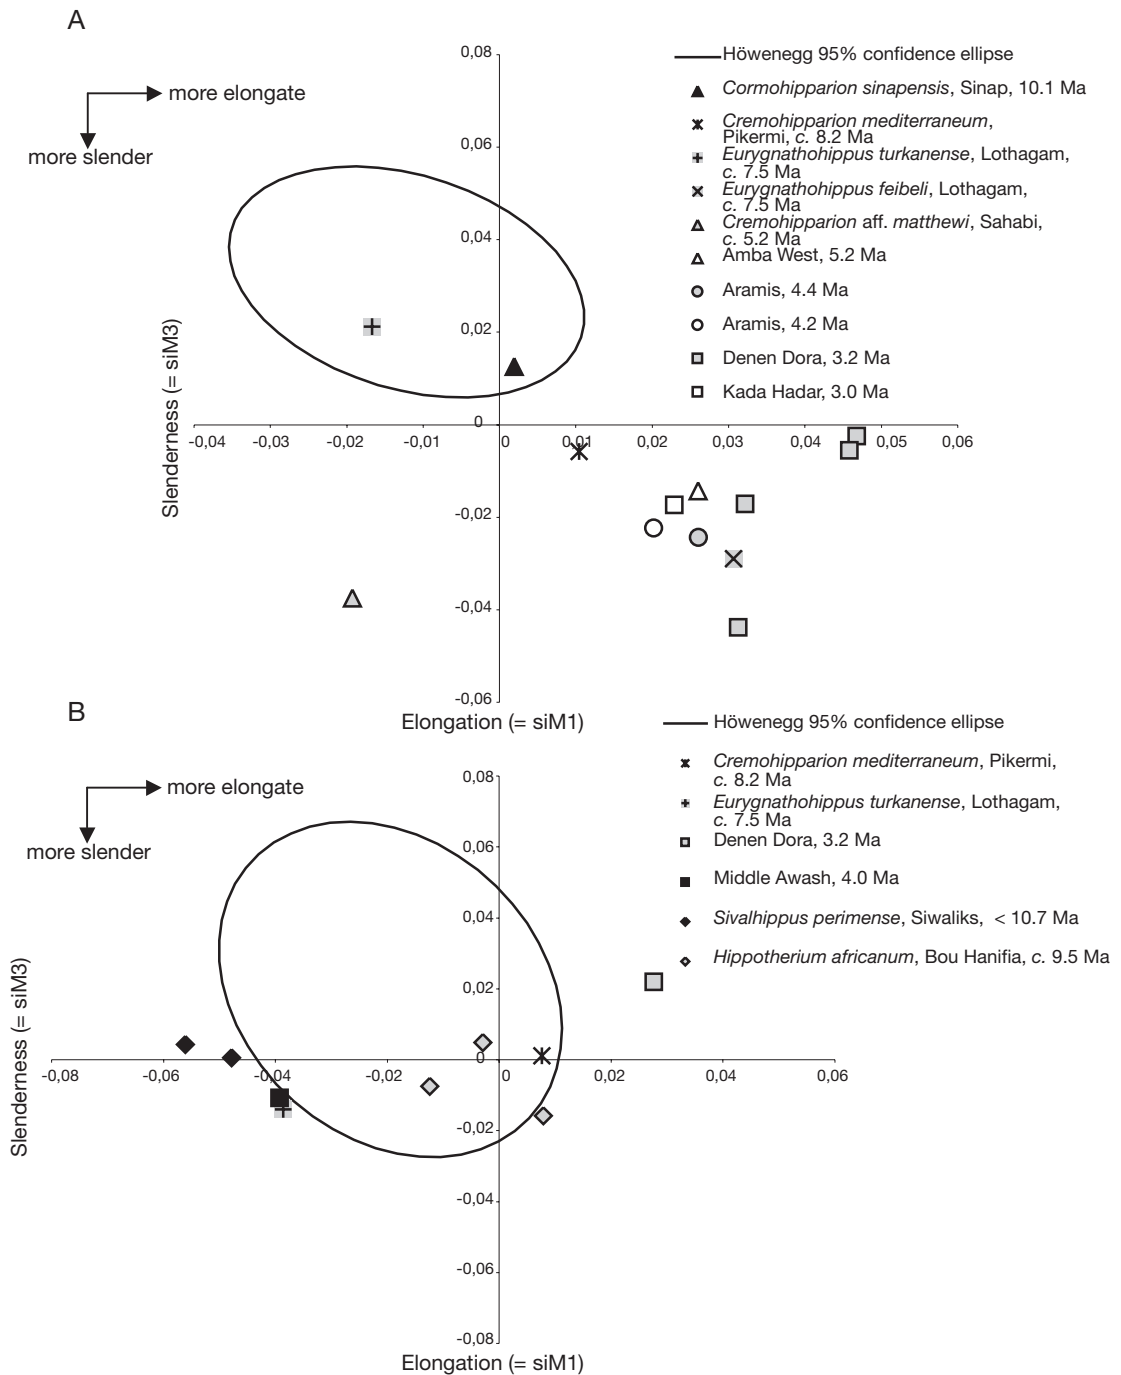 A
more elongate
more slender
0,08
0,06
0,04
0,02
0
-0,02
-0,04
-0,06
-0,04
-0,03
-0,02
-0,01
0
0,01
0,02
0,03
0,04
0,05
0,06
Slenderness (= siM3)
Elongation (= siM1)
Höwenegg 95% confidence ellipse
Cormohipparion sinapensis, Sinap, 10.1 Ma
Cremohipparion mediterraneum,
Pikermi, c. 8.2 Ma
Eurygnathohippus turkanense, Lothagam,
c. 7.5 Ma
Eurygnathohippus feibeli, Lothagam,
c. 7.5 Ma
Cremohipparion aff. matthewi, Sahabi,
c. 5.2 Ma
Amba West, 5.2 Ma
Aramis, 4.4 Ma
Aramis, 4.2 Ma
Denen Dora, 3.2 Ma
Kada Hadar, 3.0 Ma
B
more elongate
more slender
0,08
0,06
0,04
0,02
0
-0,02
-0,04
-0,06
-0,08
-0,08
-0,06
-0,04
-0,02
0
0,02
0,04
0,06
Slenderness (= siM3)
Elongation (= siM1)
Höwenegg 95% confidence ellipse
Cremohipparion mediterraneum, Pikermi,
c. 8.2 Ma
Eurygnathohippus turkanense, Lothagam,
c. 7.5 Ma
Denen Dora, 3.2 Ma
Middle Awash, 4.0 Ma
Sivalhippus perimense, Siwaliks, < 10.7 Ma
Hippotherium africanum, Bou Hanifia, c. 9.5 Ma